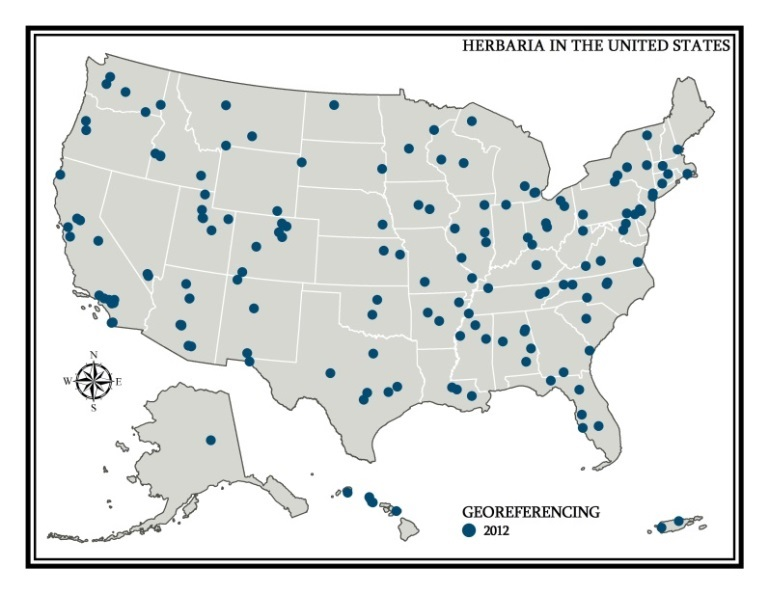 HERBARIA IN THE UNITED STATES
N
W E
S
GEOREFERENCING
2012